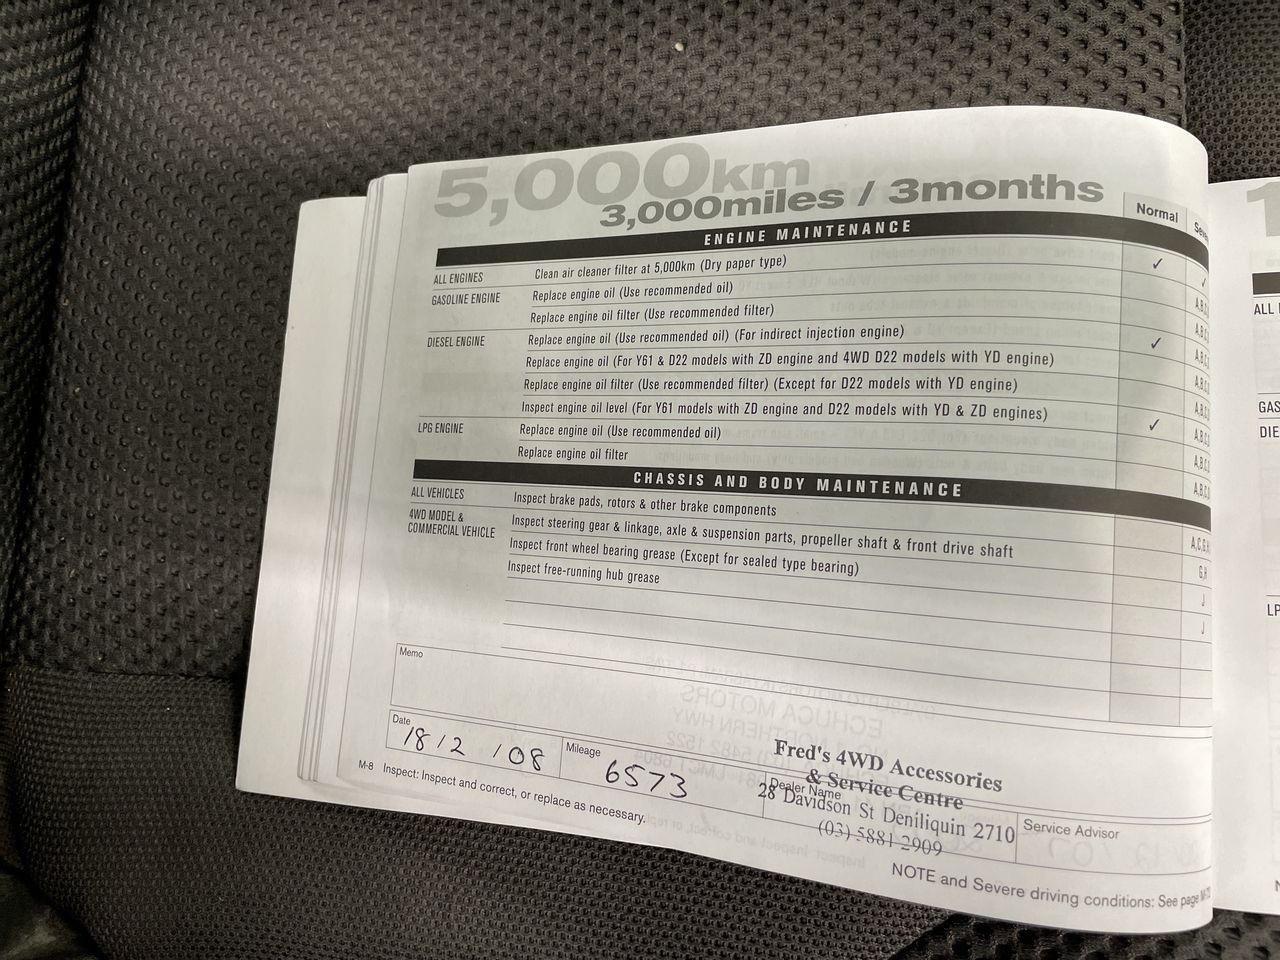 5,000km
3,000miles / 3months
Normal
ENGINE MAINTENANCE
ALL ENGINES Clean air cleaner filter at 5,000km (Dry paper type) ✓ ✓
GASOLINE ENGINE Replace engine oil (Use recommended oil)
Replace engine oil filter (Use recommended filter)
DIESEL ENGINE Replace engine oil (Use recommended oil) (For indirect injection engine) ✓
Replace engine oil (For Y61 & D22 models with ZD engine and 4WD D22 models with YD engine)
Replace engine oil filter (Use recommended filter) (Except for D22 models with YD engine)
Inspect engine oil level (For Y61 models with ZD engine and D22 models with YD & ZD engines) ✓
LPG ENGINE Replace engine oil (Use recommended oil)
Replace engine oil filter
CHASSIS AND BODY MAINTENANCE
ALL VEHICLES Inspect brake pads, rotors & other brake components
4WD MODEL & COMMERCIAL VEHICLE Inspect steering gear & linkage, axle & suspension parts, propeller shaft & front drive shaft G,H
Inspect front wheel bearing grease (Except for sealed type bearing) J
Inspect free-running hub grease J
Memo
Date 18/2/08
Mileage 6573
Dealer Name
Fred's 4WD Accessories
& Service Centre
28 Davidson St Deniliquin 2710
(03) 5881 2909
Service Advisor
M-8 Inspect: Inspect and correct, or replace as necessary.
NOTE and Severe driving conditions: See page